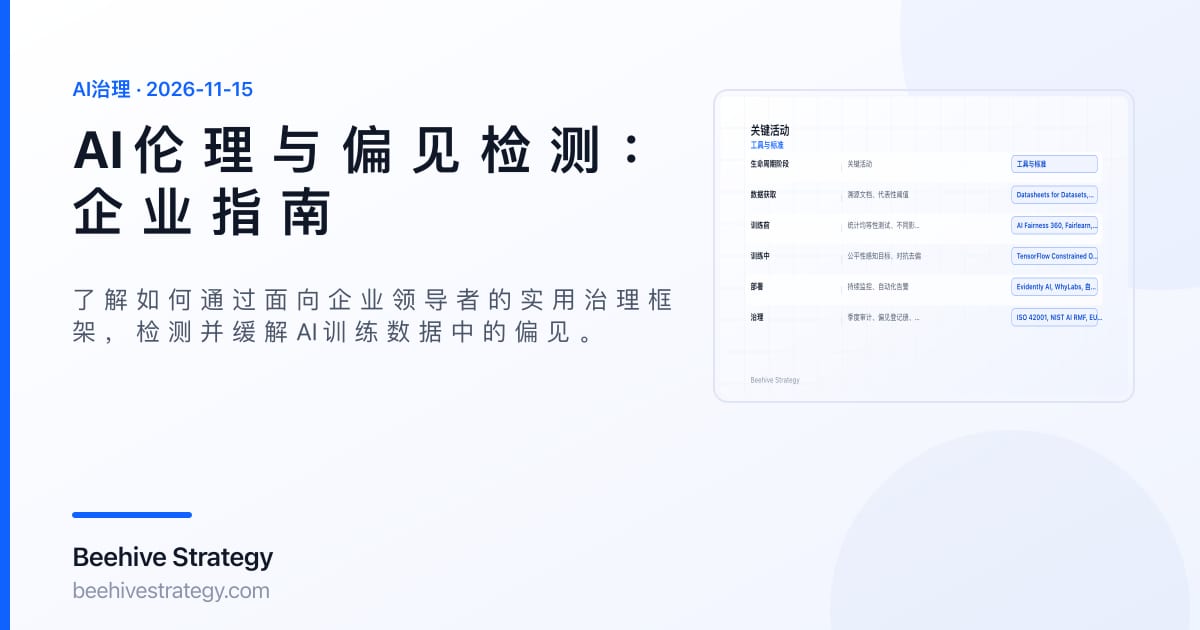 AI治理 · 2026-11-15
AI伦理与偏见检测：
企业指南
了解如何通过面向企业领导者的实用治理框
架，检测并缓解AI训练数据中的偏见。
关键活动
工具与标准
生命周期阶段 关键活动 工具与标准
数据获取 溯源文档、代表性阈值 Datasheets for Datasets,...
训练前 统计均等性测试、不同影... AI Fairness 360, Fairlearn,...
训练中 公平性感知目标、对抗去偏 TensorFlow Constrained O...
部署 持续监控、自动化告警 Evidently AI, WhyLabs, 自...
治理 季度审计、偏见登记册、... ISO 42001, NIST AI RMF, EU...
Beehive Strategy
Beehive Strategy
beehivestrategy.com